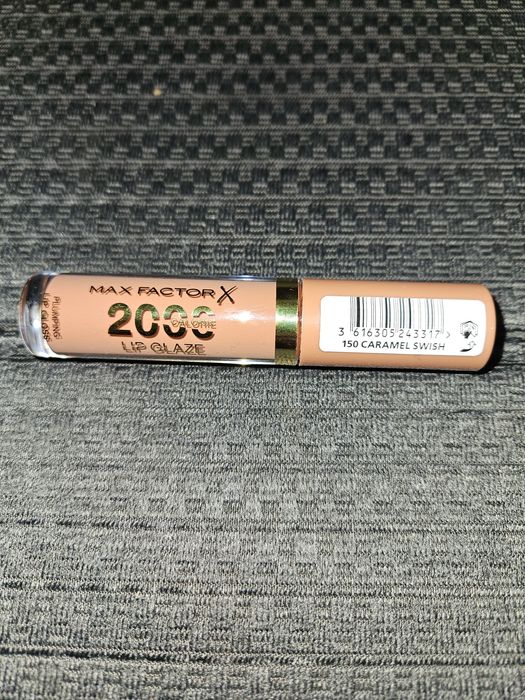 MAX FACTOR X
2000
CALORIE
LIP GLAZE
PLUMPING
LIP GLOSS
3 616305 243317
150 CARAMEL SWISH